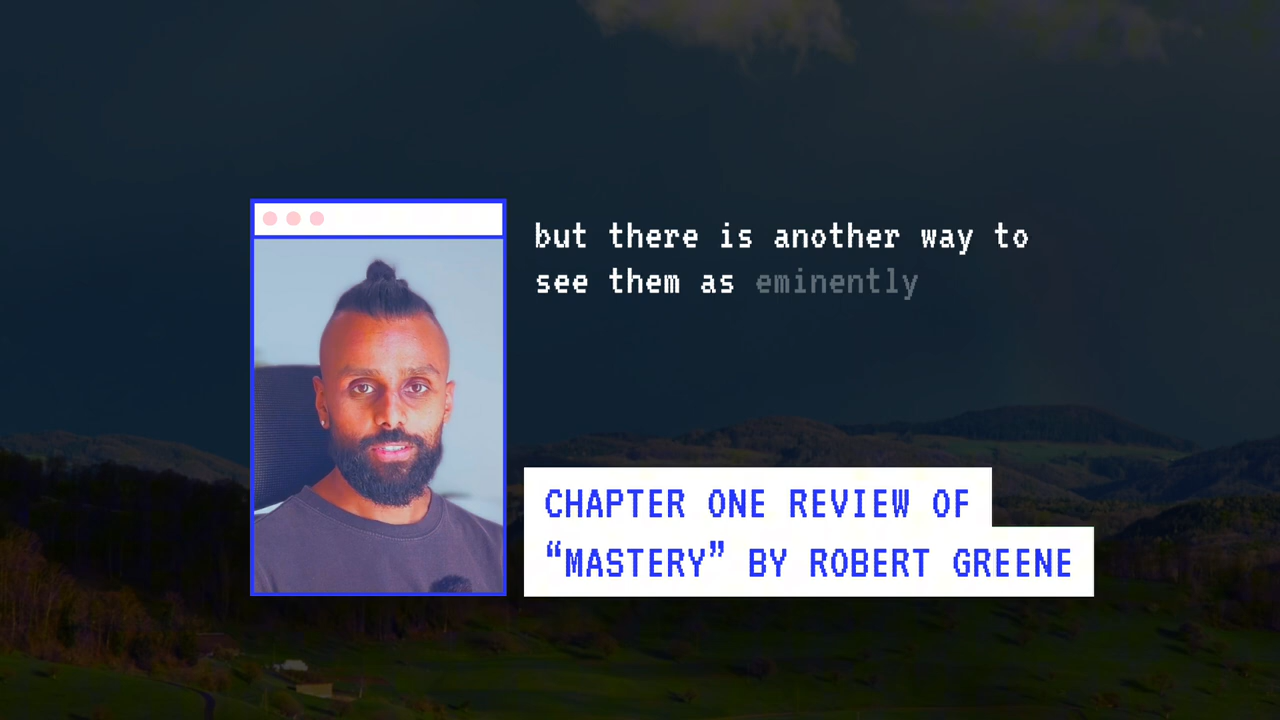 but there is another way to
see them as eminently
CHAPTER ONE REVIEW OF
“MASTERY” BY ROBERT GREENE